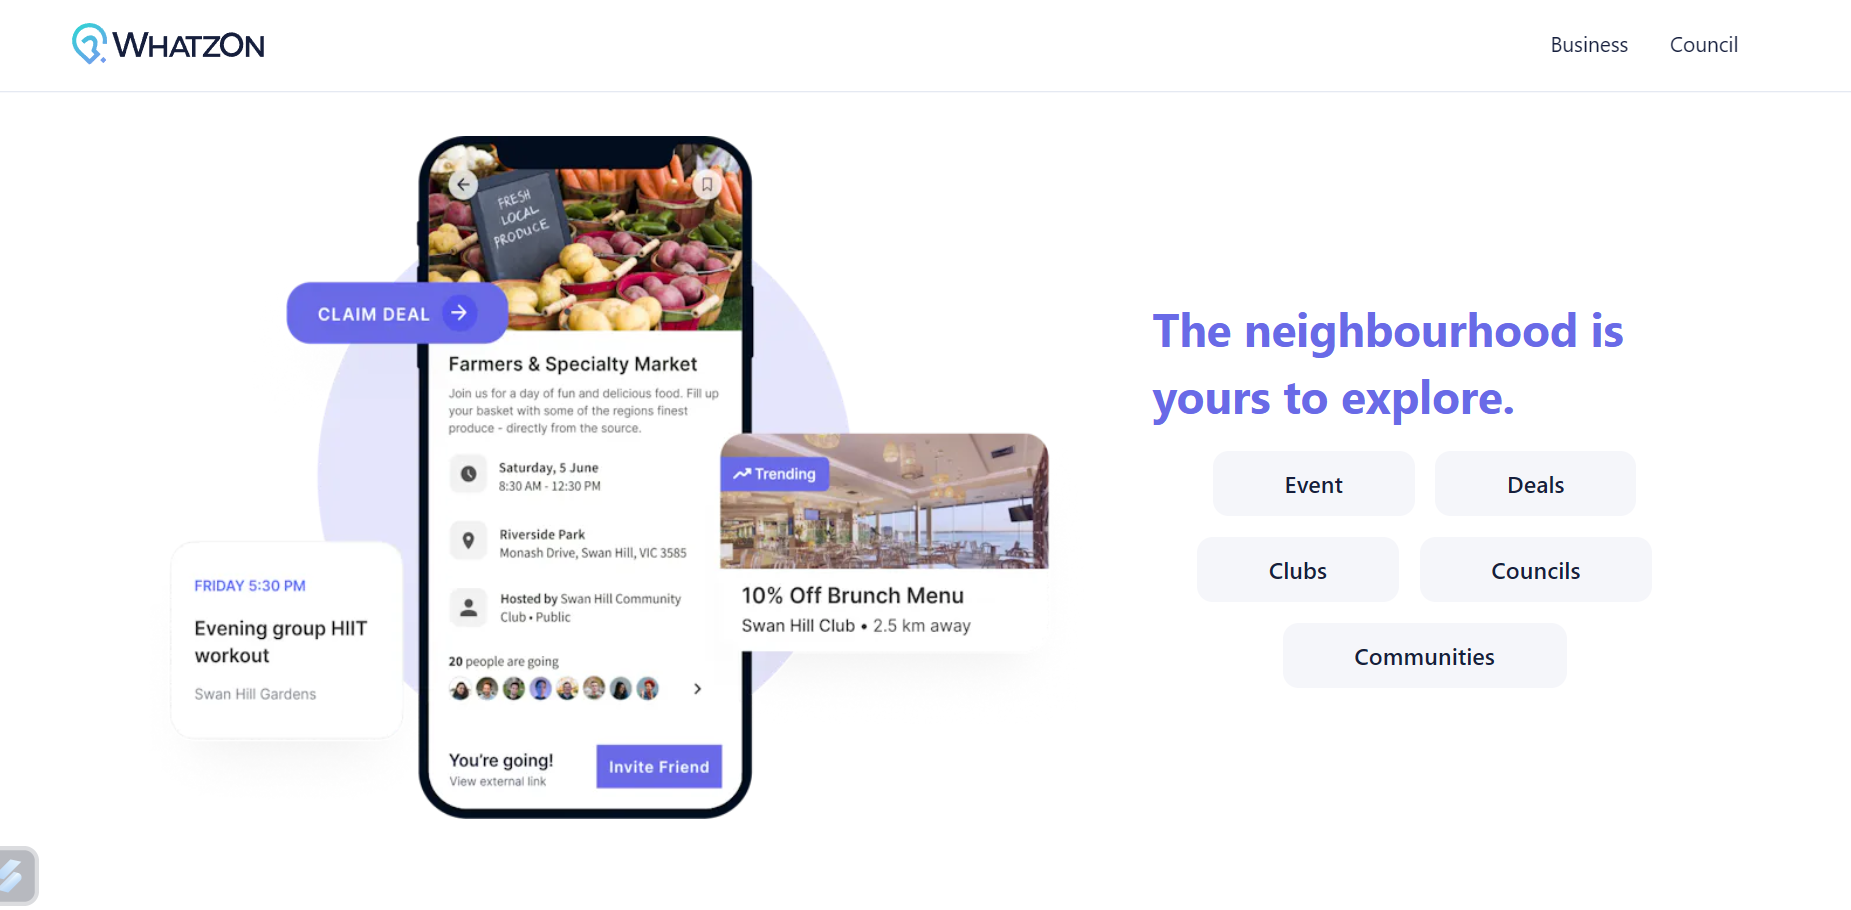 WHATZON
Business
Council
FRESH
LOCAL
PRODUCE
CLAIM DEAL
Farmers & Specialty Market
Join us for a day of fun and delicious food. Fill up
your basket with some of the regions finest
produce - directly from the source.
Saturday, 5 June
8:30 AM - 12:30 PM
Riverside Park
Monash Drive, Swan Hill, VIC 3585
Hosted by Swan Hill Community
Club • Public
20 people are going
You're going!
View external link
Invite Friend
FRIDAY 5:30 PM
Evening group HIIT
workout
Swan Hill Gardens
Trending
10% Off Brunch Menu
Swan Hill Club • 2.5 km away
The neighbourhood is
yours to explore.
Event
Deals
Clubs
Councils
Communities